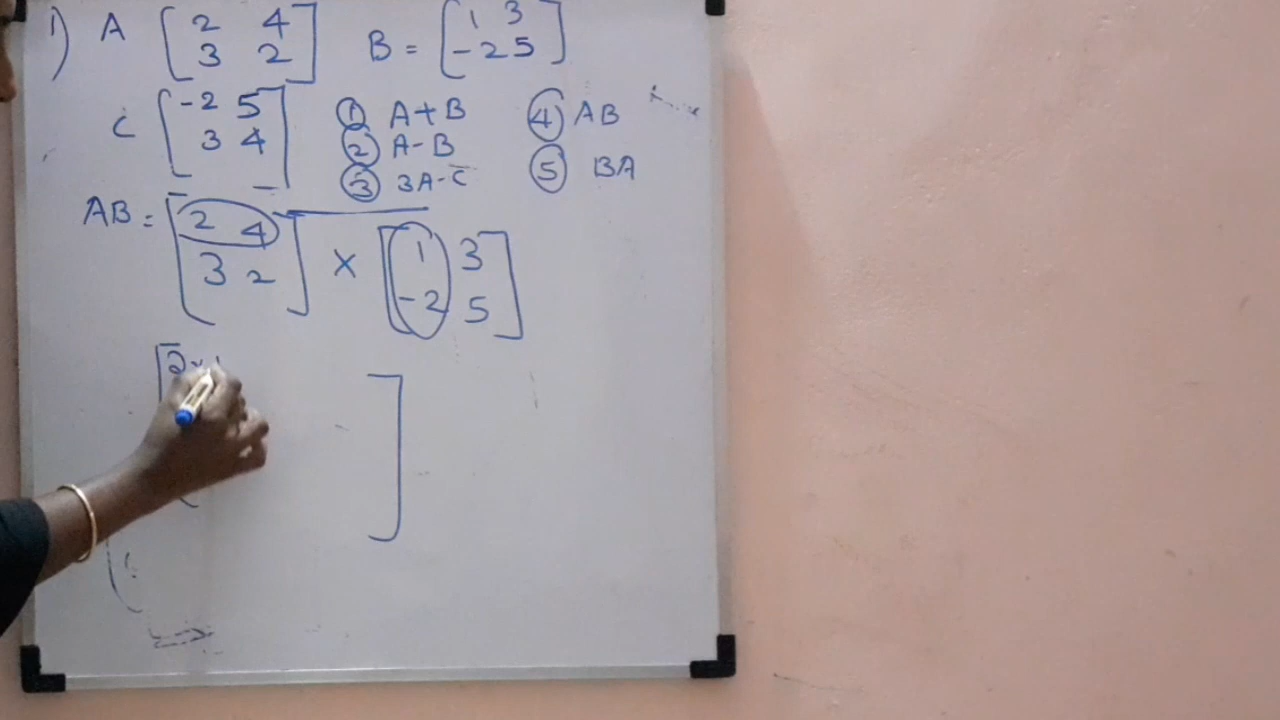 1) A [2 4] B = [1 3]
[3 2] [-2 5]
C [-2 5] ① A+B ④ AB
[3 4] ② A-B ⑤ BA
③ 3A-C
AB = [2 4] × [1 3]
[3 2] [-2 5]
[2× ]